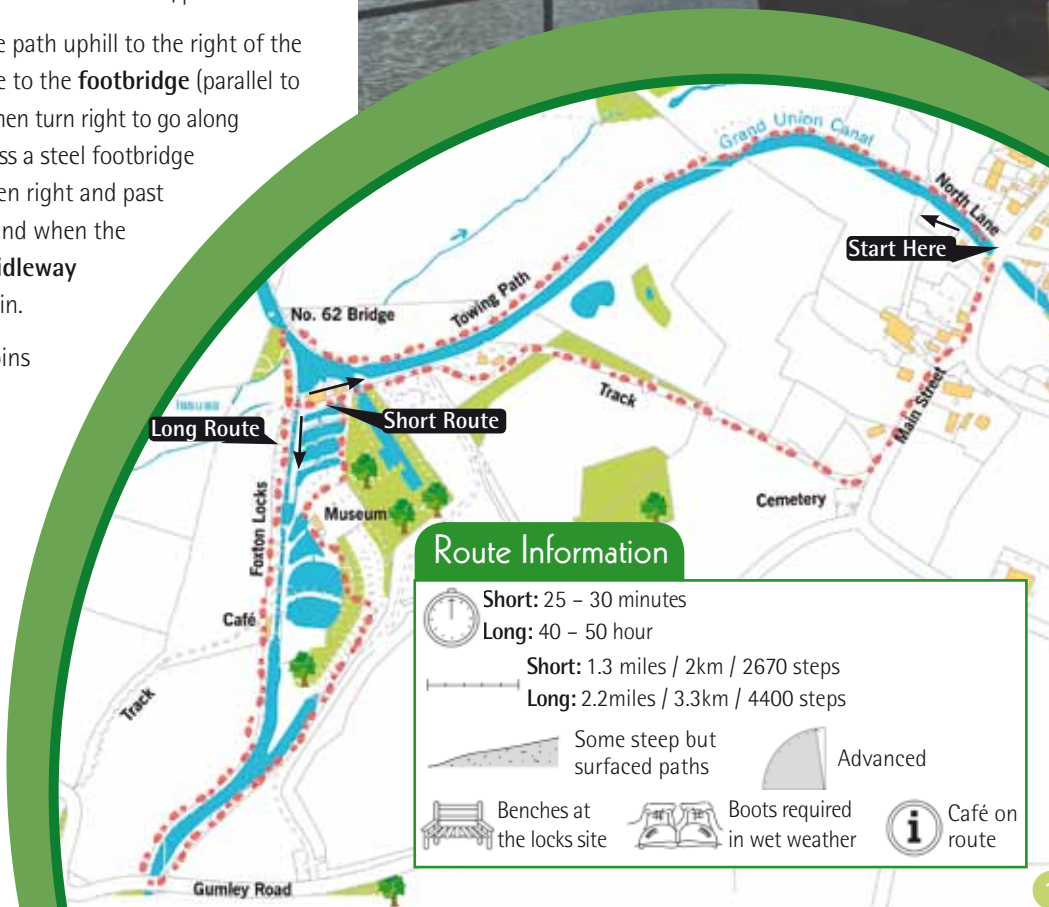 e path uphill to the right of the
e to the footbridge (parallel to
hen turn right to go along
ss a steel footbridge
en right and past
nd when the
idleway
in.
ins
Grand Union Canal
North Lane
Start Here
No. 62 Bridge
Towing Path
Issues
Long Route
Short Route
Track
Main Street
Foxton Locks
Museum
Cemetery
Café
Track
Gumley Road
Route Information
Short: 25 – 30 minutes
Long: 40 – 50 hour
Short: 1.3 miles / 2km / 2670 steps
Long: 2.2miles / 3.3km / 4400 steps
Some steep but
surfaced paths
Advanced
Benches at
the locks site
Boots required
in wet weather
Café on
route